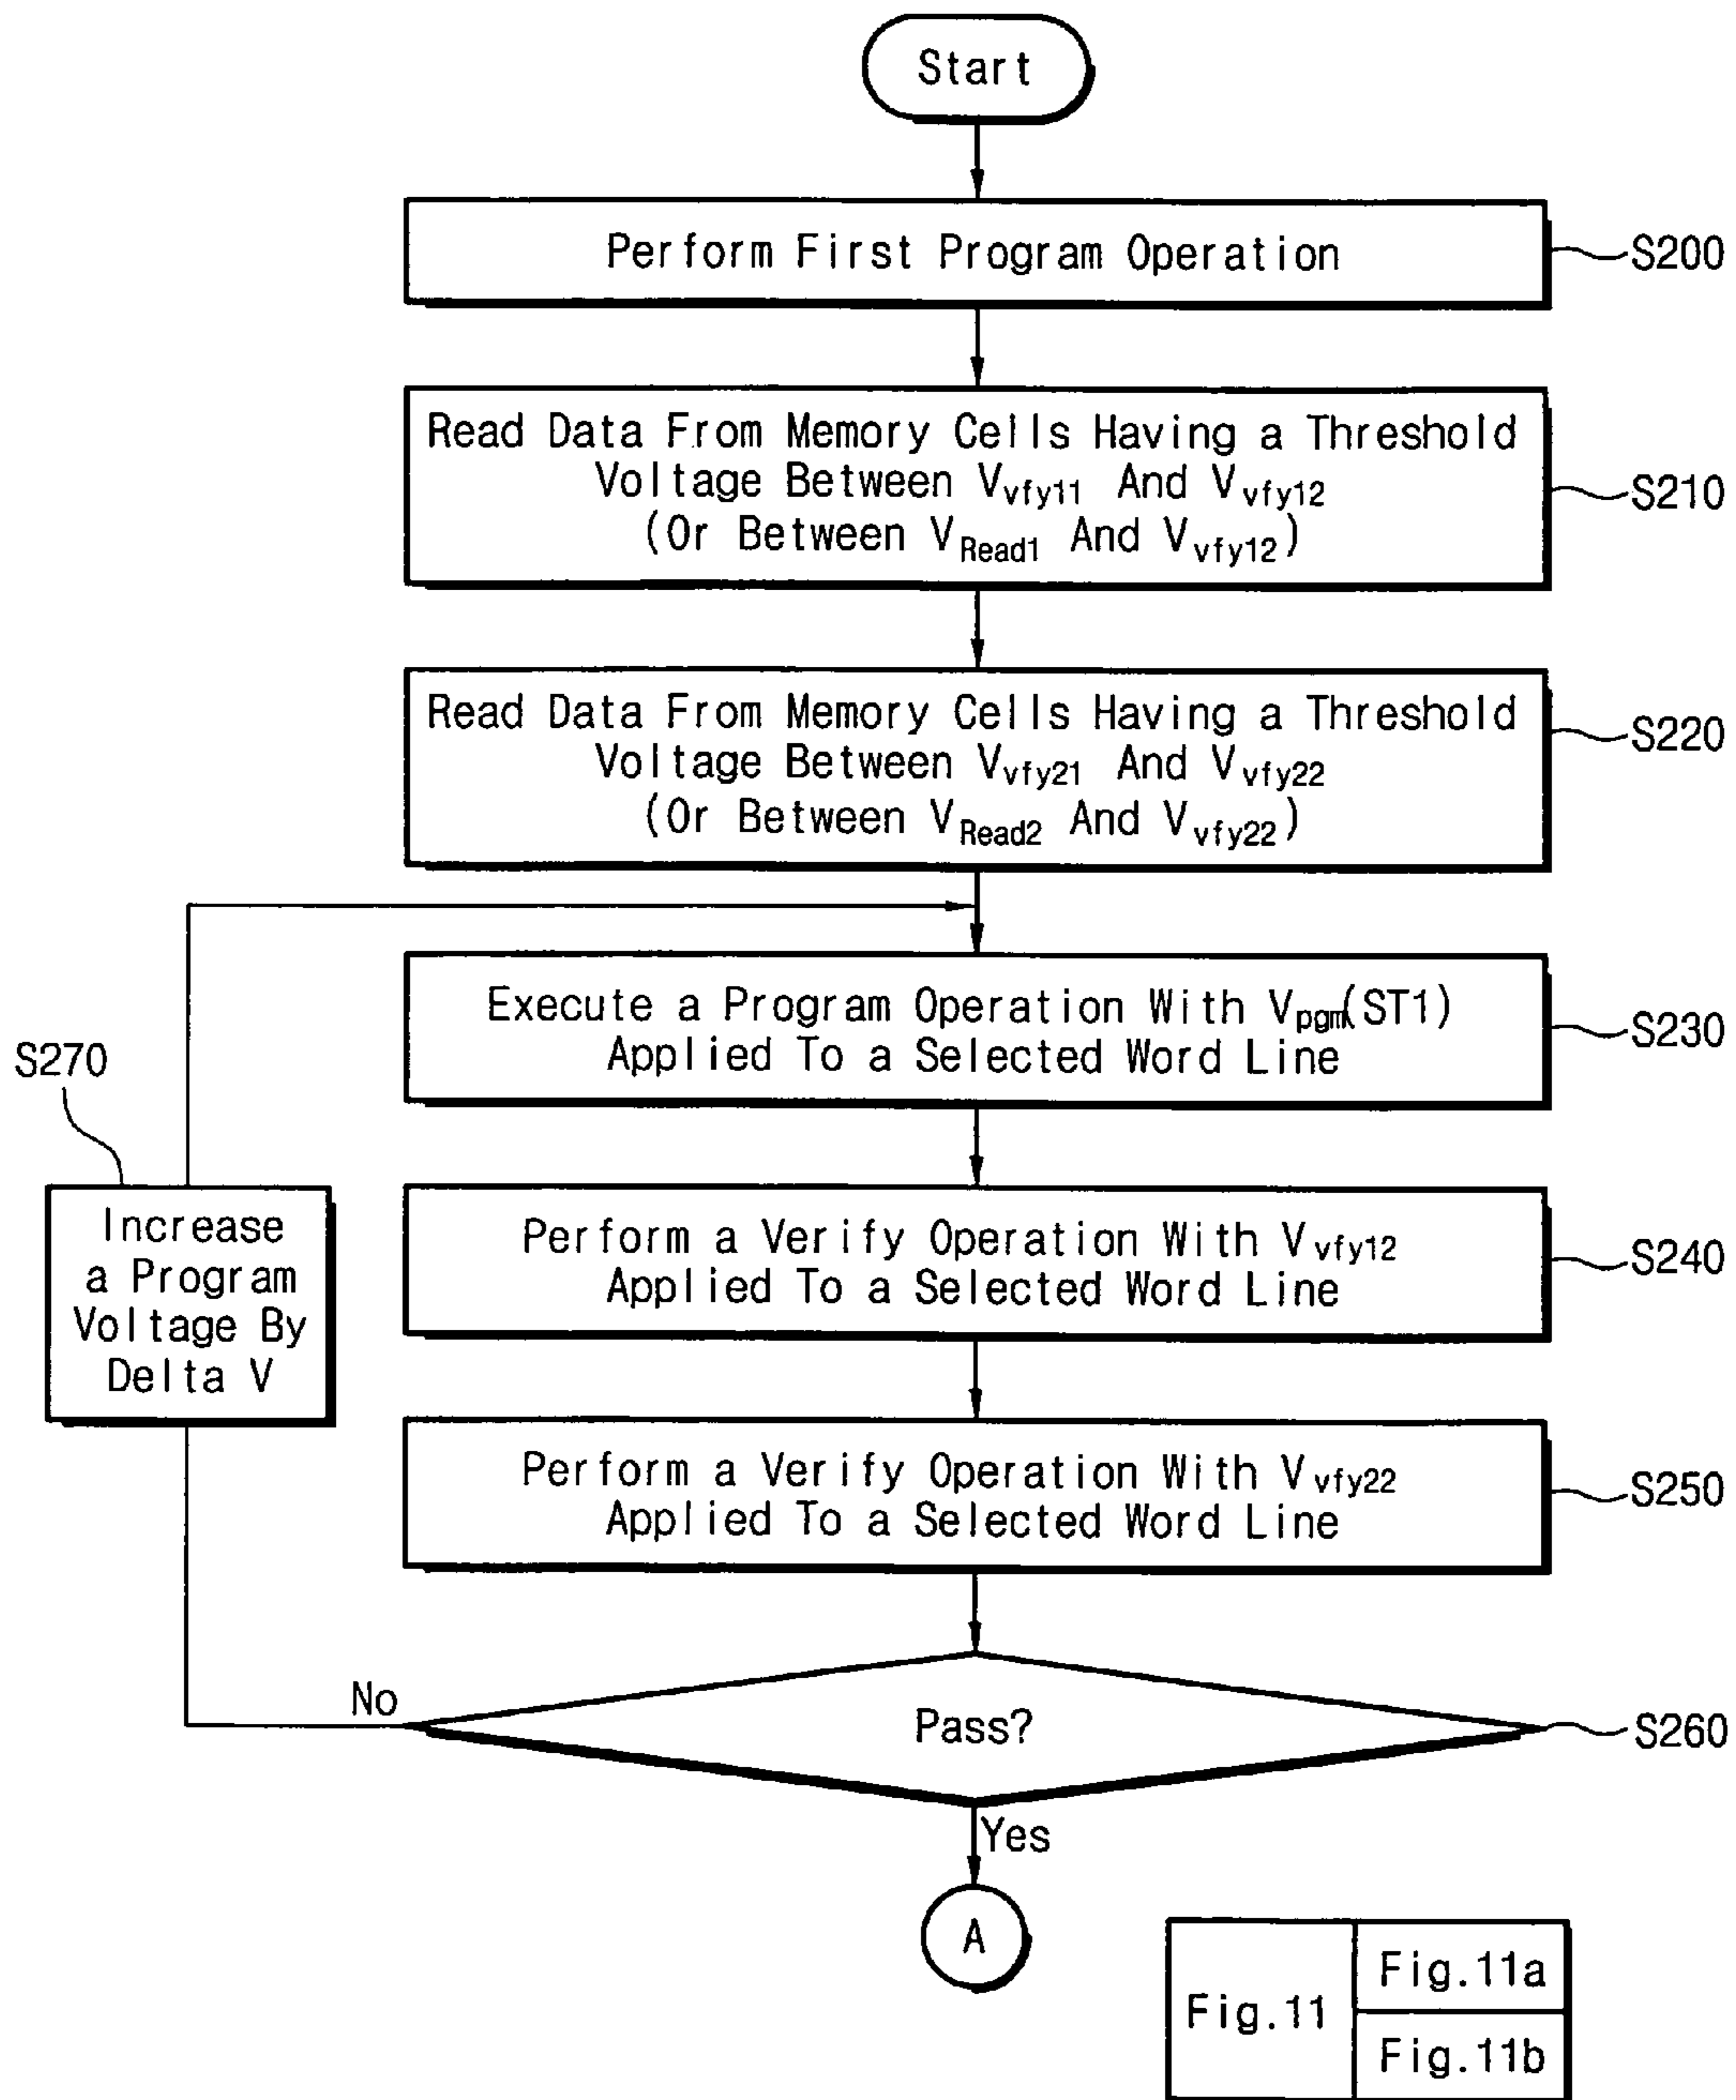 Start
Perform First Program Operation
S200
Read Data From Memory Cells Having a Threshold
Voltage Between Vvfy11 And Vvfy12
(Or Between VRead1 And Vvfy12)
S210
Read Data From Memory Cells Having a Threshold
Voltage Between Vvfy21 And Vvfy22
(Or Between VRead2 And Vvfy22)
S220
Execute a Program Operation With Vpgm(ST1)
Applied To a Selected Word Line
S230
S270
Increase
a Program
Voltage By
Delta V
Perform a Verify Operation With Vvfy12
Applied To a Selected Word Line
S240
Perform a Verify Operation With Vvfy22
Applied To a Selected Word Line
S250
No
Pass?
S260
Yes
A
Fig.11
Fig.11a
Fig.11b